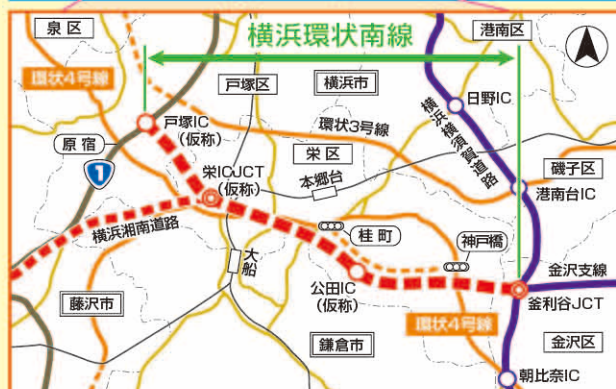 泉区
横浜環状南線
港南区
環状4号線
戸塚区
横浜市
日野IC
戸塚IC
(仮称)
環状3号線
横浜横須賀道路
原宿
栄区
磯子区
1
栄ICJCT
(仮称)
本郷台
港南台IC
横浜湘南道路
桂町
神戸橋
金沢支線
大船
公田IC
(仮称)
釜利谷JCT
藤沢市
環状4号線
鎌倉市
金沢区
朝比奈IC